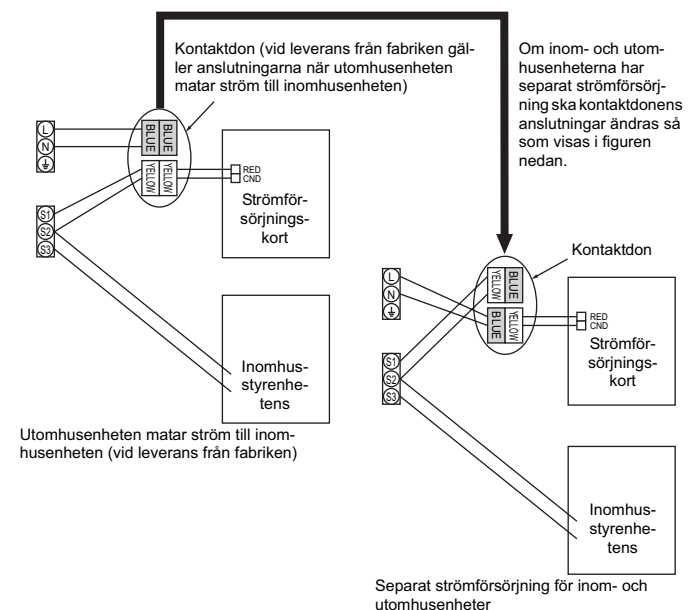 Kontaktdon (vid leverans från fabriken gäl-
ler anslutningarna när utomhusenheten
matar ström till inomhusenheten)
Om inom- och utom-
husenheterna har
separat strömförsörj-
ning ska kontaktdonens
anslutningar ändras så
som visas i figuren
nedan.
L
N
BLUE
BLUE
YELLOW
YELLOW
RED
CND
Strömför-
sörjnings-
kort
S1
S2
S3
Inomhus-
styrenhe-
tens
Utomhusenheten matar ström till inom-
husenheten (vid leverans från fabriken)
Kontaktdon
L
N
YELLOW
BLUE
BLUE
YELLOW
RED
CND
Strömför-
sörjnings-
kort
S1
S2
S3
Inomhus-
styrenhe-
tens
Separat strömförsörjning för inom- och
utomhusenheter